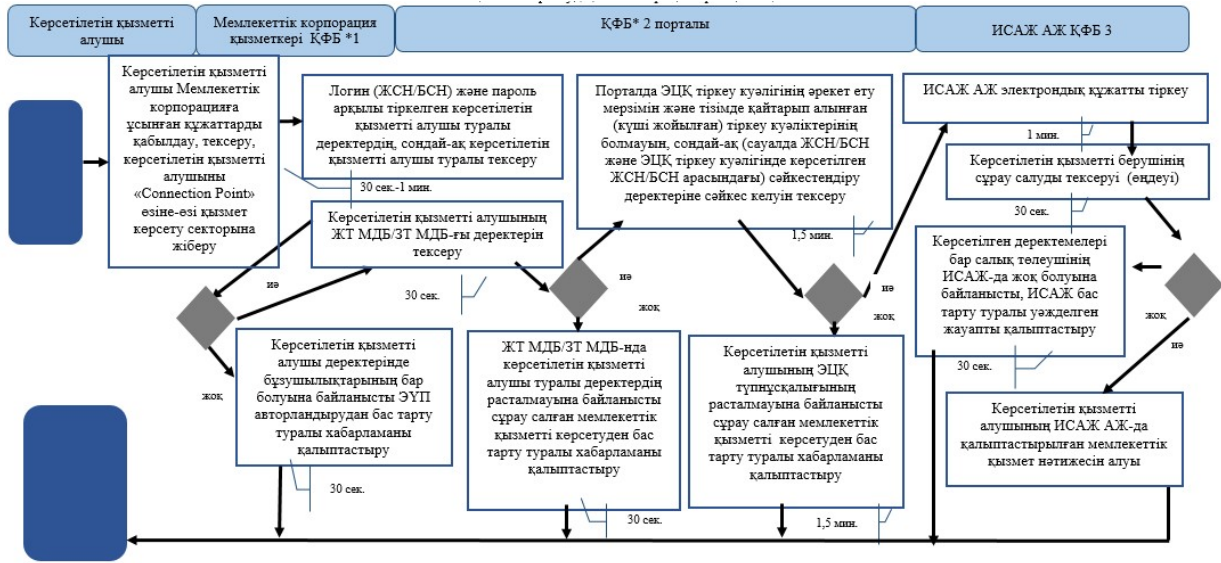 Көрсетілетін қызметті
алушы
Мемлекеттік корпорация
қызметкері ҚФБ *1
ҚФБ* 2 порталы
ИСАЖ АЖ ҚФБ 3
Көрсетілетін қызметті
алушы Мемлекеттік
корпорацияға
ұсынған құжаттарды
қабылдау, тексеру,
көрсетілетін қызметті
алушыны
«Connection Point»
өзіне-өзі қызмет
көрсету секторына
жіберу
Логин (ЖСН/БСН) және пароль
арқылы тіркелген көрсетілетін
қызметті алушы туралы
деректердің, сондай-ақ көрсетілетін
қызметті алушы туралы тексеру
30 сек.-1 мин.
Көрсетілетін қызметті алушының
ЖТ МДБ/ЗТ МДБ-ғы деректерін
тексеру
30 сек.
иә
жоқ
Көрсетілетін қызметті
алушы деректерінде
бұзушылықтарының бар
болуына байланысты ЭҮП
авторландырудан бас тарту
туралы хабарламаны
қалыптастыру
30 сек.
Порталда ЭЦҚ тіркеу куәлігінің әрекет ету
мерзімін және тізімде қайтарып алынған
(күші жойылған) тіркеу куәліктерінің
болмауын, сондай-ақ (сауалда ЖСН/БСН
және ЭЦҚ тіркеу куәлігінде көрсетілген
ЖСН/БСН арасындағы) сәйкестендіру
деректеріне сәйкес келуін тексеру
1,5 мин.
иә
жоқ
ЖТ МДБ/ЗТ МДБ-нда
көрсетілетін қызметті
алушы туралы деректердің
расталмауына байланысты
сұрау салған мемлекеттік
қызметті көрсетуден бас
тарту туралы хабарламаны
қалыптастыру
30 сек.
иә
жоқ
Көрсетілетін қызметті
алушының ЭЦҚ
түпнұсқалығының
расталмауына байланысты
сұрау салған мемлекеттік
қызметті көрсетуден бас
тарту туралы хабарламаны
қалыптастыру
1,5 мин.
ИСАЖ АЖ электрондық құжатты тіркеу
1 мин.
Көрсетілетін қызметті берушінің
сұрау салуды тексеруі (өңдеуі)
30 сек.
Көрсетілген деректемелері
бар салық төлеушінің
ИСАЖ-да жоқ болуына
байланысты, ИСАЖ бас
тарту туралы уәжделген
жауапты қалыптастыру
30 сек.
жоқ
иә
Көрсетілетін қызметті
алушының ИСАЖ АЖ-да
қалыптастырылған мемлекеттік
қызмет нәтижесін алуы